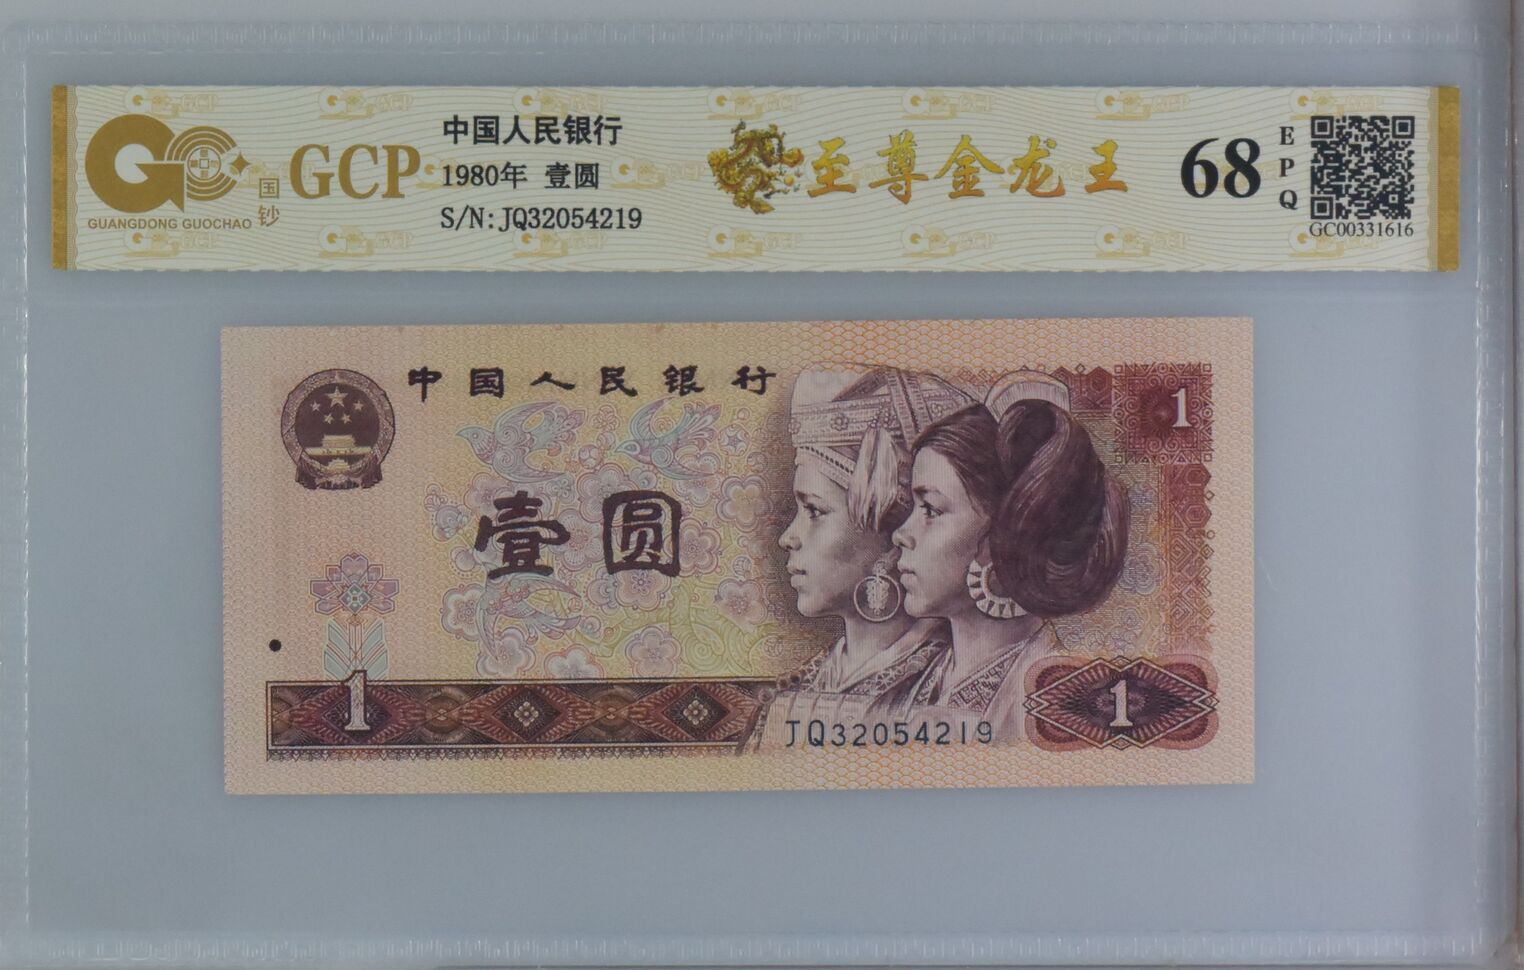 GCP
GUANGDONG GUOCHAO
国钞
中国人民银行
1980年 壹圆
S/N:JQ32054219
至尊金龙王
68
EPQ
GC00331616
中国人民银行
1
壹圆
1
JQ32054219
1